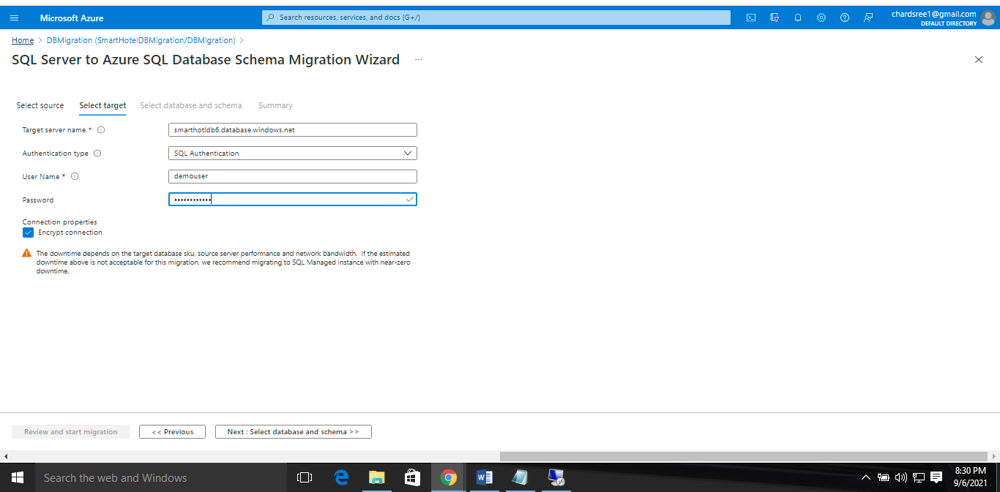 Microsoft Azure
Search resources, services, and docs (G+/)
chardsree1@gmail.com
DEFAULT DIRECTORY
Home > DBMigration (SmartHotelDBMigration/DBMigration) >
SQL Server to Azure SQL Database Schema Migration Wizard ...
Select source Select target Select database and schema Summary
Target server name * smarthotldb6.database.windows.net
Authentication type SQL Authentication
User Name * demouser
Password ••••••••••••
Connection properties
Encrypt connection
The downtime depends on the target database sku, source server performance and network bandwidth. If the estimated
downtime above is not acceptable for this migration, we recommend migrating to SQL Managed Instance with near-zero
downtime.
Review and start migration << Previous Next : Select database and schema >>
Search the web and Windows
8:30 PM
9/6/2021